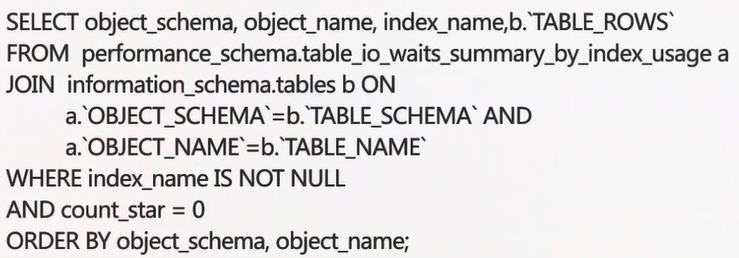 SELECT object_schema, object_name, index_name,b.`TABLE_ROWS`
FROM performance_schema.table_io_waits_summary_by_index_usage a
JOIN information_schema.tables b ON
a.`OBJECT_SCHEMA`=b.`TABLE_SCHEMA` AND
a.`OBJECT_NAME`=b.`TABLE_NAME`
WHERE index_name IS NOT NULL
AND count_star = 0
ORDER BY object_schema, object_name;